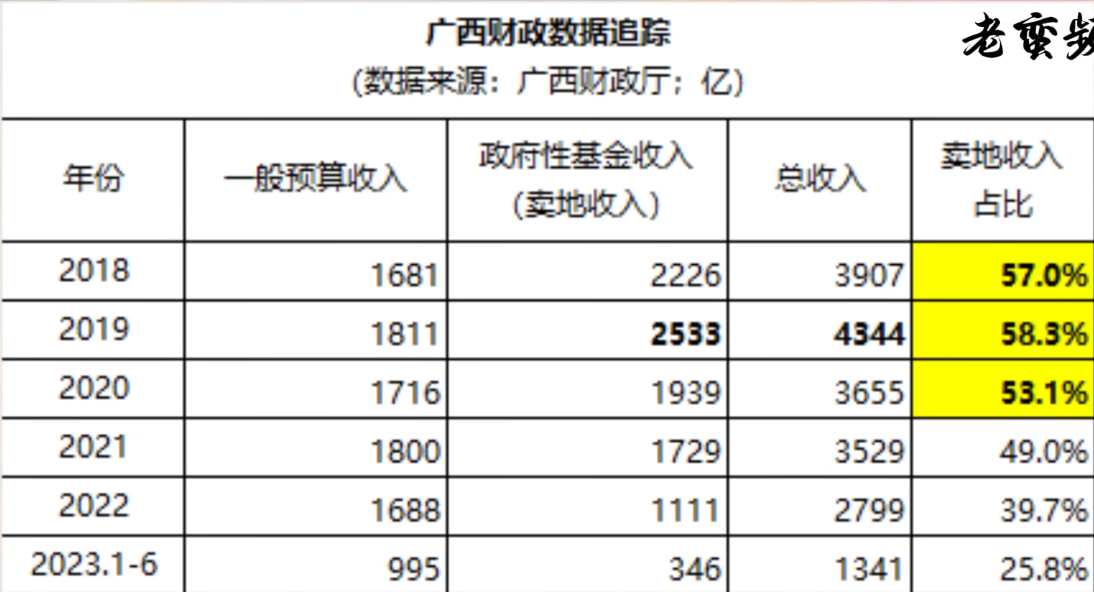 广西财政数据追踪
老蛮频
(数据来源：广西财政厅；亿)
年份 一般预算收入 政府性基金收入(卖地收入) 总收入 卖地收入占比
2018 1681 2226 3907 57.0%
2019 1811 2533 4344 58.3%
2020 1716 1939 3655 53.1%
2021 1800 1729 3529 49.0%
2022 1688 1111 2799 39.7%
2023.1-6 995 346 1341 25.8%